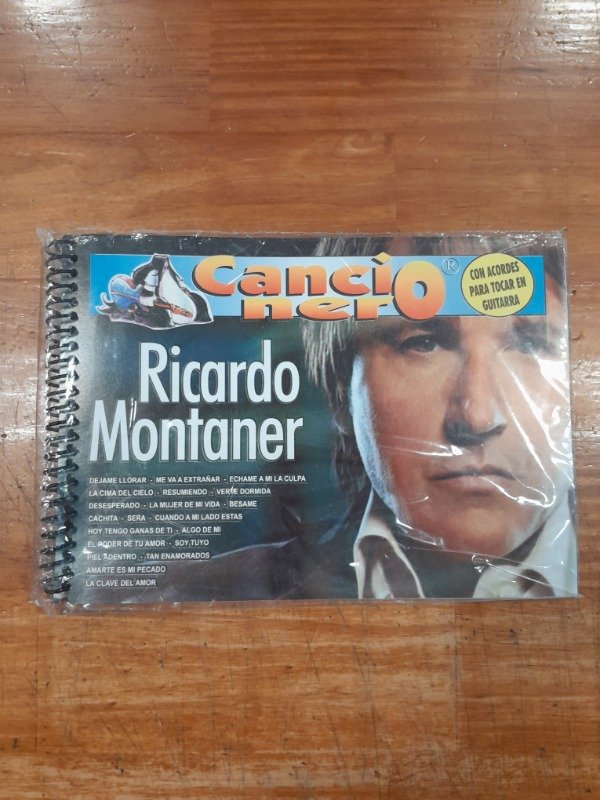 Cancio
nero
®
CON ACORDES
PARA TOCAR EN
GUITARRA
Ricardo
Montaner
DEJAME LLORAR - ME VA A EXTRAÑAR - ECHAME A MI LA CULPA
LA CIMA DEL CIELO - RESUMIENDO - VERTE DORMIDA
DESESPERADO - LA MUJER DE MI VIDA - BESAME
CACHITA - SERA - CUANDO A MI LADO ESTAS
HOY TENGO GANAS DE TI - ALGO DE MI
EL PODER DE TU AMOR - SOY TUYO
PIEL ADENTRO - TAN ENAMORADOS
AMARTE ES MI PECADO
LA CLAVE DEL AMOR